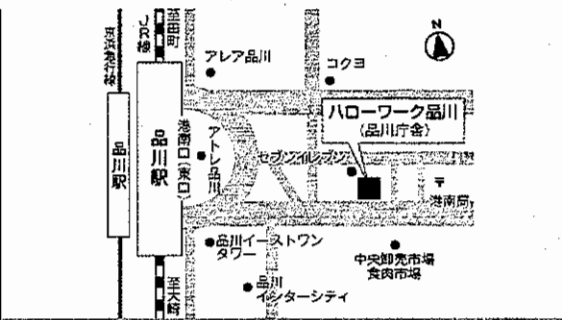 至田町
JR線
京浜急行線
アレア品川
コクヨ
N
ハローワーク品川
(品川庁舎)
港南口(東口)
アトレ品川
品川駅
品川駅
セブンイレブン
〒
港南局
品川イーストワン
タワー
中央卸売市場
食肉市場
品川
インターシティ
至大崎